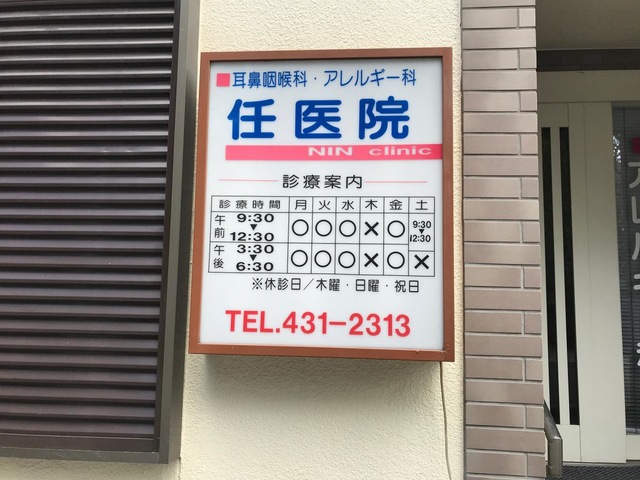 ■耳鼻咽喉科・アレルギー科
任医院
NIN clinic
診療案内
診療時間 月 火 水 木 金 土
午前 9:30▼12:30 ○ ○ ○ × ○ 9:30▼12:30
午後 3:30▼6:30 ○ ○ ○ × ○ ×
※休診日/木曜・日曜・祝日
TEL.431-2313
アレル